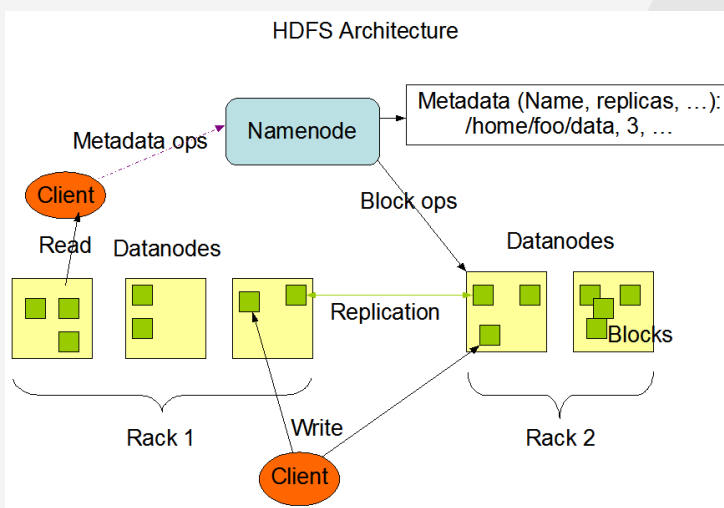 HDFS Architecture
Metadata (Name, replicas, …):
/home/foo/data, 3, …
Namenode
Metadata ops
Client
Block ops
Read
Datanodes
Datanodes
Replication
Blocks
Rack 1
Write
Rack 2
Client